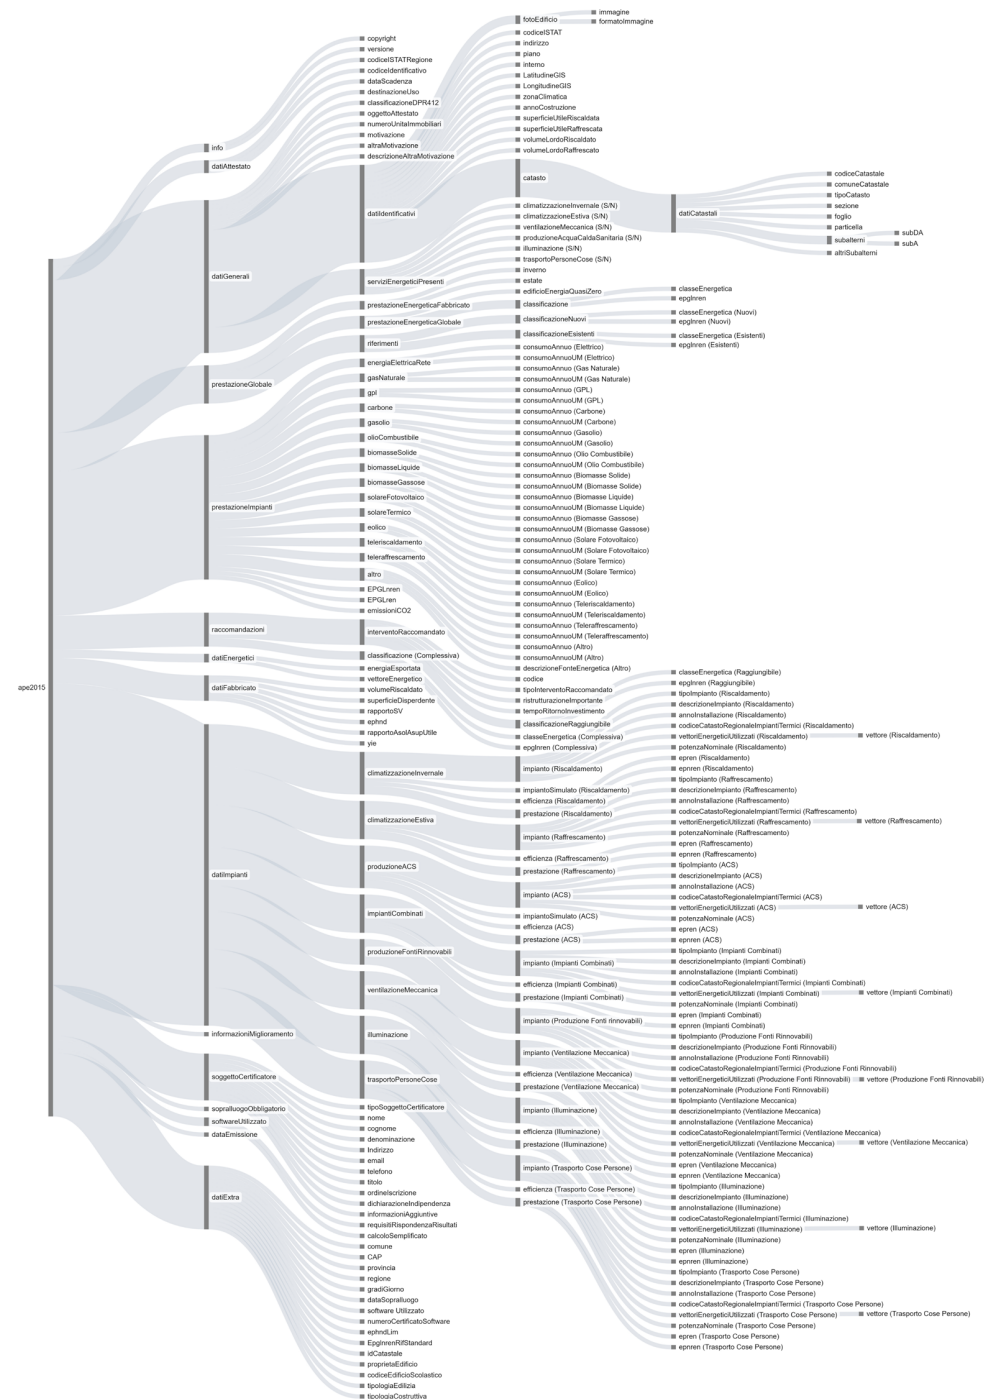 ape2015
info
datiAttestato
datiGenerali
prestazioneGlobale
prestazioneImpianti
raccomandazioni
datiEnergetici
datiFabbricato
datiImpianti
informazioniMiglioramento
soggettoCertificatore
sopralluogoObbligatorio
softwareUtilizzato
dataEmissione
datiExtra
copyright
versione
codiceISTATRegione
codiceIdentificativo
dataScadenza
destinazioneUso
classificazioneDPR412
oggettoAttestato
numeroUnitaImmobiliari
motivazione
altraMotivazione
descrizioneAltraMotivazione
datiIdentificativi
serviziEnergeticiPresenti
prestazioneEnergeticaFabbricato
prestazioneEnergeticaGlobale
riferimenti
energiaElettricaRete
gasNaturale
gpl
carbone
gasolio
olioCombustibile
biomasseSolide
biomasseLiquide
biomasseGassose
solareFotovoltaico
solareTermico
eolico
teleriscaldamento
teleraffrescamento
altro
EPGLnren
EPGLren
emissioniCO2
interventoRaccomandato
classificazione (Complessiva)
energiaEsportata
vettoreEnergetico
volumeRiscaldato
superficieDisperdente
rapportoSV
ephnd
rapportoAsolAsupUtile
yie
climatizzazioneInvernale
climatizzazioneEstiva
produzioneACS
impiantiCombinati
produzioneFontiRinnovabili
ventilazioneMeccanica
illuminazione
trasportoPersoneCose
tipoSoggettoCertificatore
nome
cognome
denominazione
Indirizzo
email
telefono
titolo
ordineIscrizione
dichiarazioneIndipendenza
informazioniAggiuntive
requisitiRispondenzaRisultati
calcoloSemplificato
comune
CAP
provincia
regione
gradiGiorno
dataSopralluogo
software Utilizzato
numeroCertificatoSoftware
ephndLim
EpglnrenRifStandard
idCatastale
proprietaEdificio
codiceEdificioScolastico
tipologiaEdilizia
tipologiaCostruttiva
fotoEdificio
codiceISTAT
indirizzo
piano
interno
LatitudineGIS
LongitudineGIS
zonaClimatica
annoCostruzione
superficieUtileRiscaldata
superficieUtileRaffrescata
volumeLordoRiscaldato
volumeLordoRaffrescato
catasto
climatizzazioneInvernale (S/N)
climatizzazioneEstiva (S/N)
ventilazioneMeccanica (S/N)
produzioneAcquaCaldaSanitaria (S/N)
illuminazione (S/N)
trasportoPersoneCose (S/N)
inverno
estate
edificioEnergiaQuasiZero
classificazione
classificazioneNuovi
classificazioneEsistenti
consumoAnnuo (Elettrico)
consumoAnnuoUM (Elettrico)
consumoAnnuo (Gas Naturale)
consumoAnnuoUM (Gas Naturale)
consumoAnnuo (GPL)
consumoAnnuoUM (GPL)
consumoAnnuo (Carbone)
consumoAnnuoUM (Carbone)
consumoAnnuo (Gasolio)
consumoAnnuoUM (Gasolio)
consumoAnnuo (Olio Combustibile)
consumoAnnuoUM (Olio Combustibile)
consumoAnnuo (Biomasse Solide)
consumoAnnuoUM (Biomasse Solide)
consumoAnnuo (Biomasse Liquide)
consumoAnnuoUM (Biomasse Liquide)
consumoAnnuo (Biomasse Gassose)
consumoAnnuoUM (Biomasse Gassose)
consumoAnnuo (Solare Fotovoltaico)
consumoAnnuoUM (Solare Fotovoltaico)
consumoAnnuo (Solare Termico)
consumoAnnuoUM (Solare Termico)
consumoAnnuo (Eolico)
consumoAnnuoUM (Eolico)
consumoAnnuo (Teleriscaldamento)
consumoAnnuoUM (Teleriscaldamento)
consumoAnnuo (Teleraffrescamento)
consumoAnnuoUM (Teleraffrescamento)
consumoAnnuo (Altro)
consumoAnnuoUM (Altro)
descrizioneFonteEnergetica (Altro)
codice
tipoInterventoRaccomandato
ristrutturazioneImportante
tempoRitornoInvestimento
classificazioneRaggiungibile
classeEnergetica (Complessiva)
epglnren (Complessiva)
impianto (Riscaldamento)
impiantoSimulato (Riscaldamento)
efficienza (Riscaldamento)
prestazione (Riscaldamento)
impianto (Raffrescamento)
efficienza (Raffrescamento)
prestazione (Raffrescamento)
impianto (ACS)
impiantoSimulato (ACS)
efficienza (ACS)
prestazione (ACS)
impianto (Impianti Combinati)
efficienza (Impianti Combinati)
prestazione (Impianti Combinati)
impianto (Produzione Fonti rinnovabili)
impianto (Ventilazione Meccanica)
efficienza (Ventilazione Meccanica)
prestazione (Ventilazione Meccanica)
impianto (Illuminazione)
efficienza (Illuminazione)
prestazione (Illuminazione)
impianto (Trasporto Cose Persone)
efficienza (Trasporto Cose Persone)
prestazione (Trasporto Cose Persone)
immagine
formatoImmagine
datiCatastali
classeEnergetica
epglnren
classeEnergetica (Nuovi)
epglnren (Nuovi)
classeEnergetica (Esistenti)
epglnren (Esistenti)
classeEnergetica (Raggiungibile)
epglnren (Raggiungibile)
tipoImpianto (Riscaldamento)
descrizioneImpianto (Riscaldamento)
annoInstallazione (Riscaldamento)
codiceCatastoRegionaleImpiantiTermici (Riscaldamento)
vettoriEnergeticiUtilizzati (Riscaldamento)
potenzaNominale (Riscaldamento)
epren (Riscaldamento)
epnren (Riscaldamento)
tipoImpianto (Raffrescamento)
descrizioneImpianto (Raffrescamento)
annoInstallazione (Raffrescamento)
codiceCatastoRegionaleImpiantiTermici (Raffrescamento)
vettoriEnergeticiUtilizzati (Raffrescamento)
potenzaNominale (Raffrescamento)
epren (Raffrescamento)
epnren (Raffrescamento)
tipoImpianto (ACS)
descrizioneImpianto (ACS)
annoInstallazione (ACS)
codiceCatastoRegionaleImpiantiTermici (ACS)
vettoriEnergeticiUtilizzati (ACS)
potenzaNominale (ACS)
epren (ACS)
epnren (ACS)
tipoImpianto (Impianti Combinati)
descrizioneImpianto (Impianti Combinati)
annoInstallazione (Impianti Combinati)
codiceCatastoRegionaleImpiantiTermici (Impianti Combinati)
vettoriEnergeticiUtilizzati (Impianti Combinati)
potenzaNominale (Impianti Combinati)
epren (Impianti Combinati)
epnren (Impianti Combinati)
tipoImpianto (Produzione Fonti Rinnovabili)
descrizioneImpianto (Produzione Fonti Rinnovabili)
annoInstallazione (Produzione Fonti Rinnovabili)
codiceCatastoRegionaleImpiantiTermici (Produzione Fonti Rinnovabili)
vettoriEnergeticiUtilizzati (Produzione Fonti Rinnovabili)
potenzaNominale (Produzione Fonti Rinnovabili)
tipoImpianto (Ventilazione Meccanica)
descrizioneImpianto (Ventilazione Meccanica)
annoInstallazione (Ventilazione Meccanica)
codiceCatastoRegionaleImpiantiTermici (Ventilazione Meccanica)
vettoriEnergeticiUtilizzati (Ventilazione Meccanica)
potenzaNominale (Ventilazione Meccanica)
epren (Ventilazione Meccanica)
epnren (Ventilazione Meccanica)
tipoImpianto (Illuminazione)
descrizioneImpianto (Illuminazione)
annoInstallazione (Illuminazione)
codiceCatastoRegionaleImpiantiTermici (Illuminazione)
vettoriEnergeticiUtilizzati (Illuminazione)
potenzaNominale (Illuminazione)
epren (Illuminazione)
epnren (Illuminazione)
tipoImpianto (Trasporto Cose Persone)
descrizioneImpianto (Trasporto Cose Persone)
annoInstallazione (Trasporto Cose Persone)
codiceCatastoRegionaleImpiantiTermici (Trasporto Cose Persone)
vettoriEnergeticiUtilizzati (Trasporto Cose Persone)
potenzaNominale (Trasporto Cose Persone)
epren (Trasporto Cose Persone)
epnren (Trasporto Cose Persone)
codiceCatastale
comuneCatastale
tipoCatasto
sezione
foglio
particella
subalterni
altriSubalterni
subDA
subA
vettore (Riscaldamento)
vettore (Raffrescamento)
vettore (ACS)
vettore (Impianti Combinati)
vettore (Produzione Fonti Rinnovabili)
vettore (Ventilazione Meccanica)
vettore (Illuminazione)
vettore (Trasporto Cose Persone)